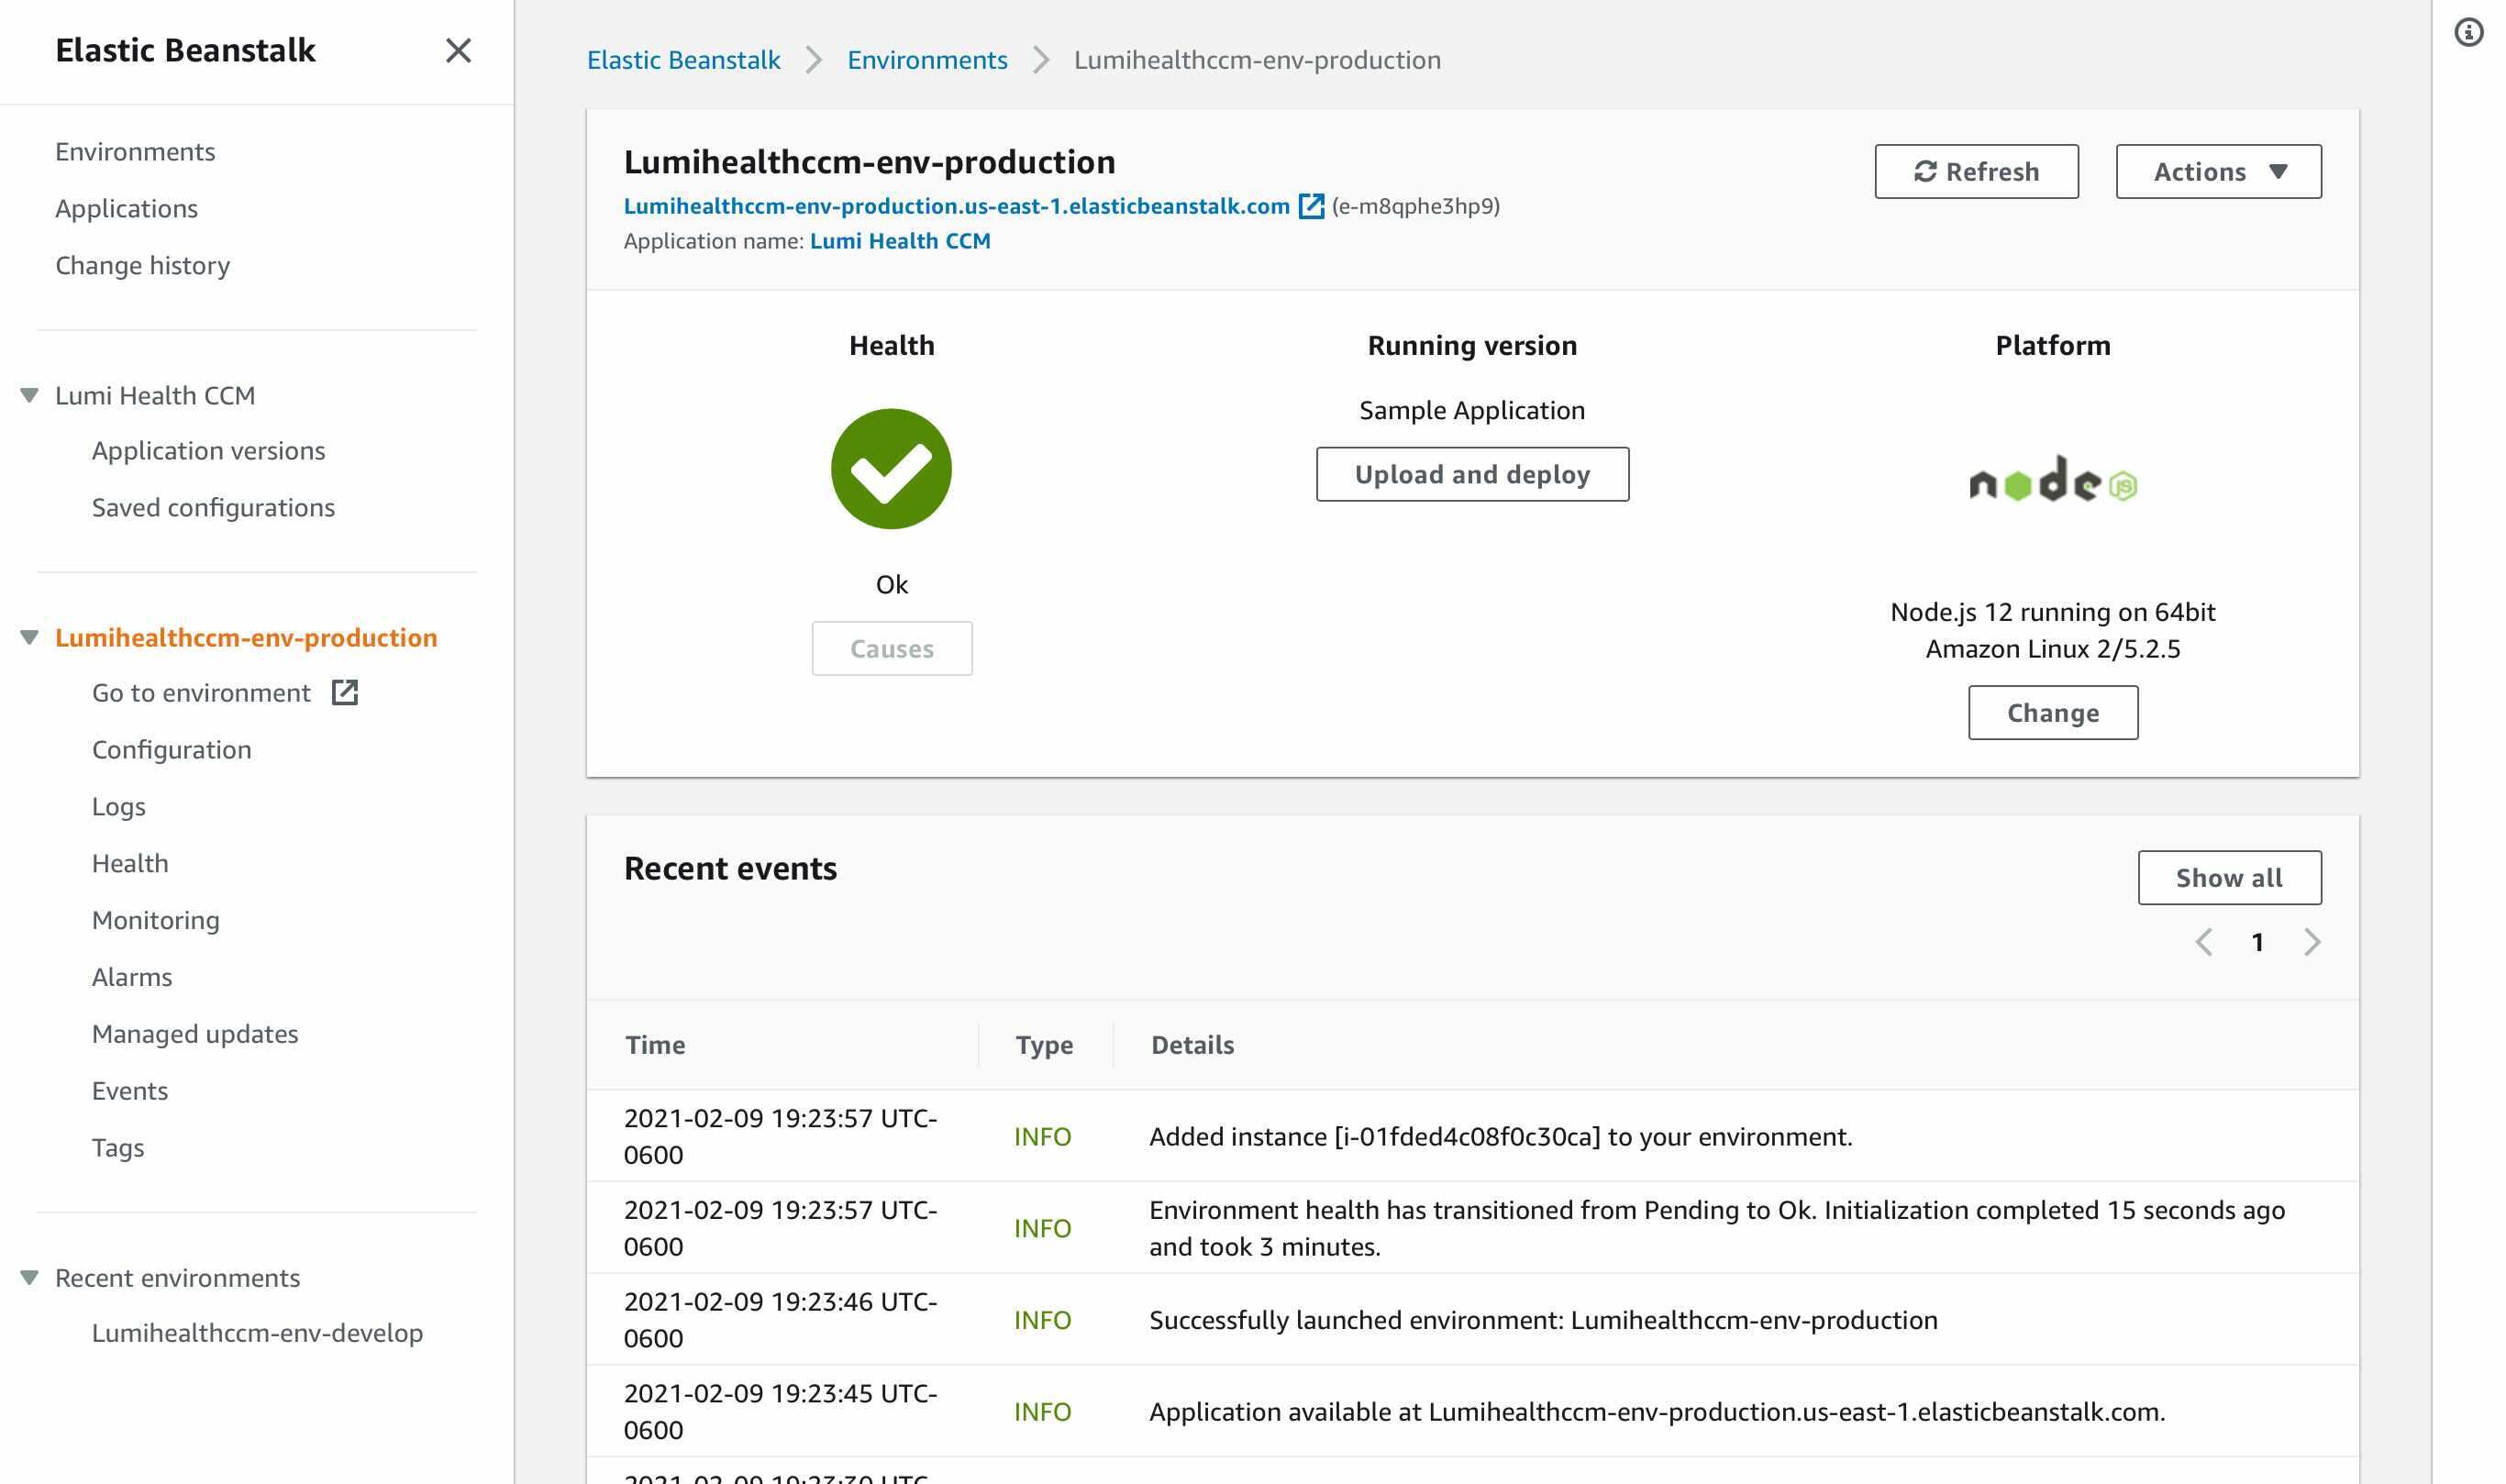 Elastic Beanstalk
Environments
Applications
Change history
Lumi Health CCM
Application versions
Saved configurations
Lumihealthccm-env-production
Go to environment
Configuration
Logs
Health
Monitoring
Alarms
Managed updates
Events
Tags
Recent environments
Lumihealthccm-env-develop
Elastic Beanstalk Environments Lumihealthccm-env-production
Lumihealthccm-env-production
Refresh
Actions
Lumihealthccm-env-production.us-east-1.elasticbeanstalk.com (e-m8qphe3hp9)
Application name: Lumi Health CCM
Health
Ok
Causes
Running version
Sample Application
Upload and deploy
Platform
node JS
Node.js 12 running on 64bit
Amazon Linux 2/5.2.5
Change
Recent events
Show all
1
Time Type Details
2021-02-09 19:23:57 UTC-
0600
INFO
Added instance [i-01fded4c08f0c30ca] to your environment.
2021-02-09 19:23:57 UTC-
0600
INFO
Environment health has transitioned from Pending to Ok. Initialization completed 15 seconds ago
and took 3 minutes.
2021-02-09 19:23:46 UTC-
0600
INFO
Successfully launched environment: Lumihealthccm-env-production
2021-02-09 19:23:45 UTC-
0600
INFO
Application available at Lumihealthccm-env-production.us-east-1.elasticbeanstalk.com.